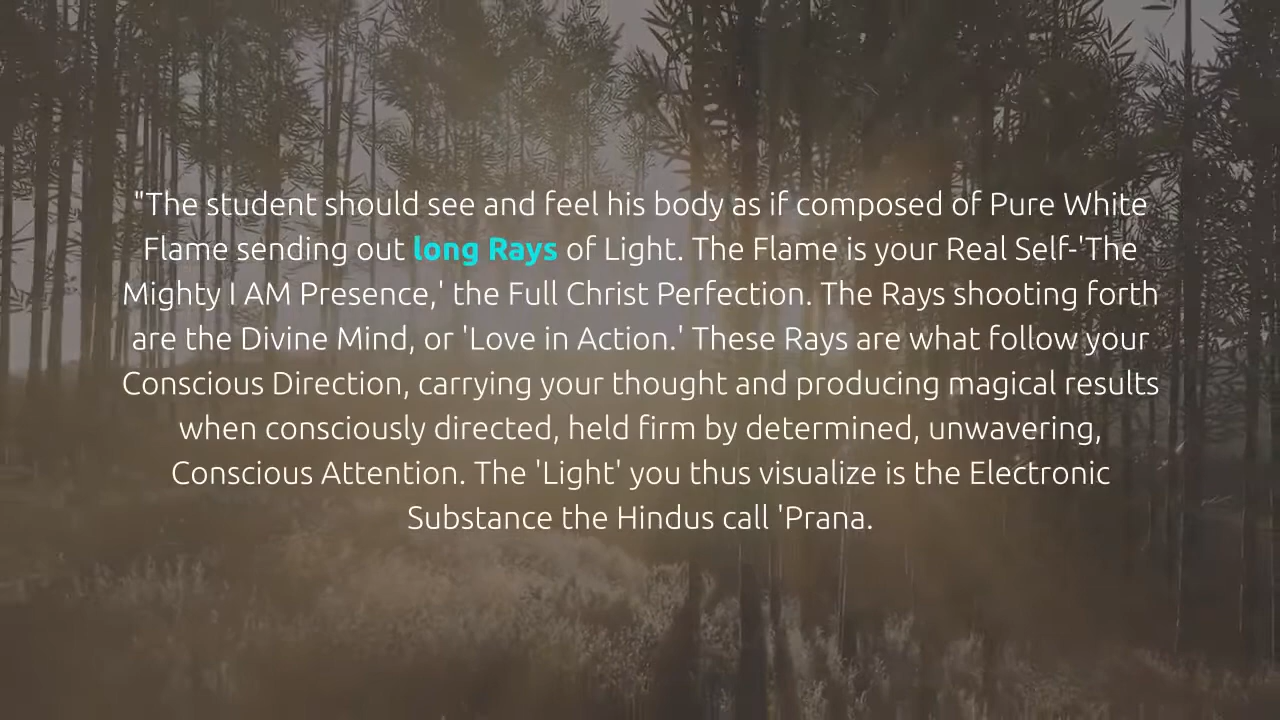 "The student should see and feel his body as if composed of Pure White
Flame sending out long Rays of Light. The Flame is your Real Self-'The
Mighty I AM Presence,' the Full Christ Perfection. The Rays shooting forth
are the Divine Mind, or 'Love in Action.' These Rays are what follow your
Conscious Direction, carrying your thought and producing magical results
when consciously directed, held firm by determined, unwavering,
Conscious Attention. The 'Light' you thus visualize is the Electronic
Substance the Hindus call 'Prana.